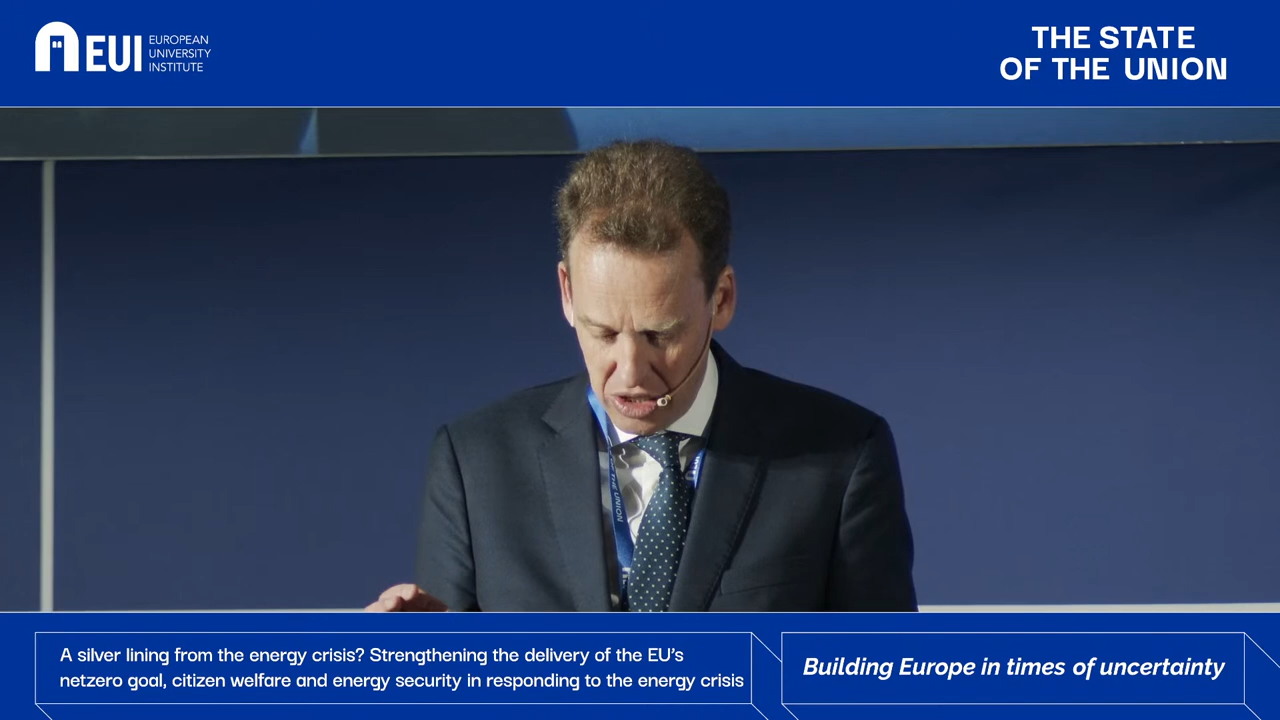 EUI
EUROPEAN
UNIVERSITY
INSTITUTE
THE STATE
OF THE UNION
THE UNION
A silver lining from the energy crisis? Strengthening the delivery of the EU's
netzero goal, citizen welfare and energy security in responding to the energy crisis
Building Europe in times of uncertainty